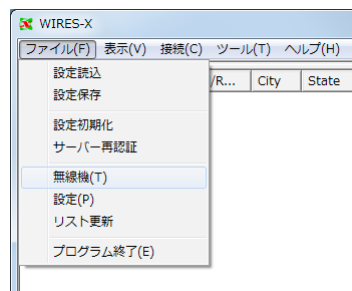 WIRES-X
ファイル(F) 表示(V) 接続(C) ツール(T) ヘルプ(H)
/R... City State
設定読込
設定保存
設定初期化
サーバー再認証
無線機(T)
設定(P)
リスト更新
プログラム終了(E)